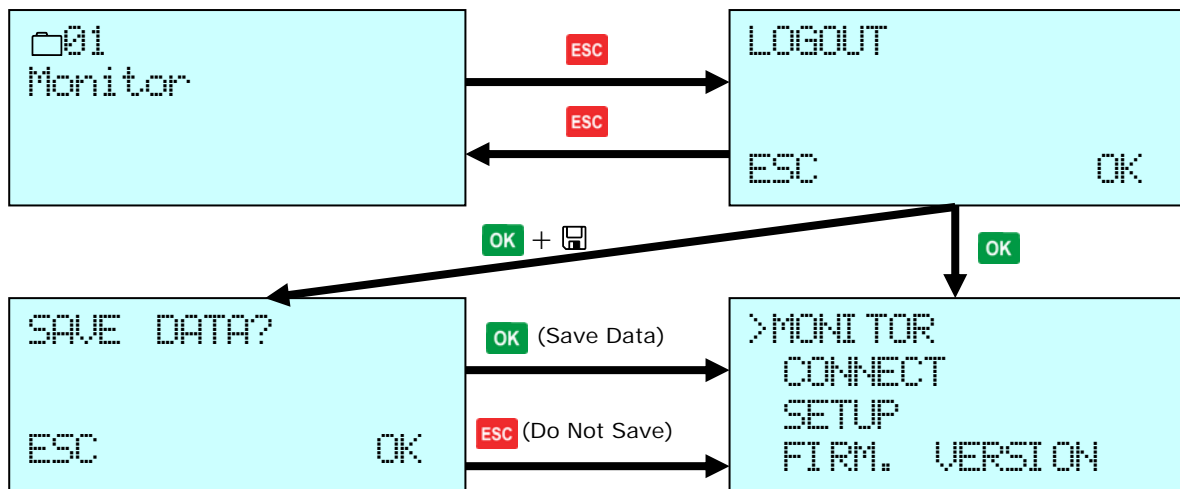 01
Monitor
ESC
ESC
LOGOUT
ESC OK
OK +
OK
SAVE DATA?
ESC OK
OK (Save Data)
ESC (Do Not Save)
>MONITOR
CONNECT
SETUP
FIRM. VERSION